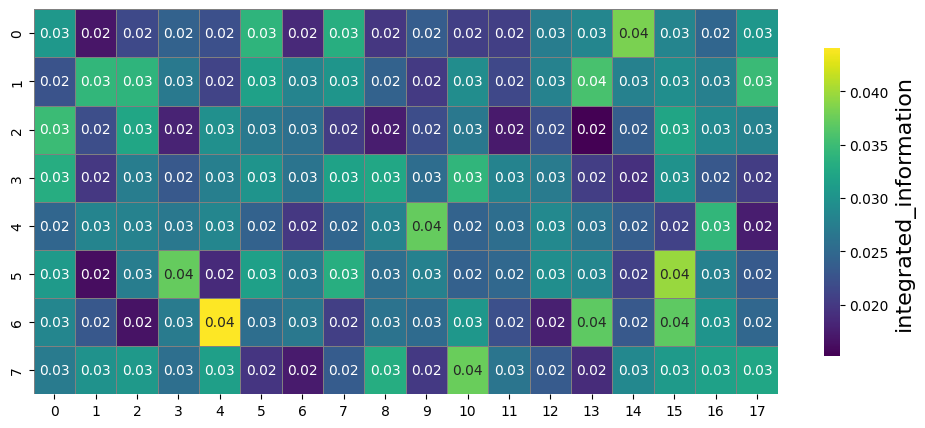 0 0.03 0.02 0.02 0.02 0.02 0.03 0.02 0.03 0.02 0.02 0.02 0.02 0.03 0.03 0.04 0.03 0.02 0.03
1 0.02 0.03 0.03 0.03 0.02 0.03 0.03 0.03 0.02 0.02 0.03 0.02 0.03 0.04 0.03 0.03 0.03 0.03
2 0.03 0.02 0.03 0.02 0.03 0.03 0.03 0.02 0.02 0.02 0.03 0.02 0.02 0.02 0.02 0.03 0.03 0.03
3 0.03 0.02 0.03 0.02 0.03 0.03 0.03 0.03 0.03 0.03 0.03 0.03 0.03 0.02 0.02 0.03 0.02 0.02
4 0.02 0.03 0.03 0.03 0.03 0.02 0.02 0.03 0.03 0.04 0.02 0.03 0.03 0.03 0.02 0.02 0.03 0.02
5 0.03 0.02 0.03 0.04 0.02 0.03 0.03 0.03 0.03 0.03 0.02 0.02 0.03 0.03 0.02 0.04 0.03 0.02
6 0.03 0.02 0.02 0.03 0.04 0.03 0.03 0.02 0.03 0.03 0.03 0.02 0.02 0.04 0.02 0.04 0.03 0.02
7 0.03 0.03 0.03 0.03 0.03 0.02 0.02 0.02 0.03 0.02 0.04 0.03 0.02 0.02 0.03 0.03 0.03 0.03
0 1 2 3 4 5 6 7 8 9 10 11 12 13 14 15 16 17
0.040
0.035
0.030
0.025
0.020
integrated_information